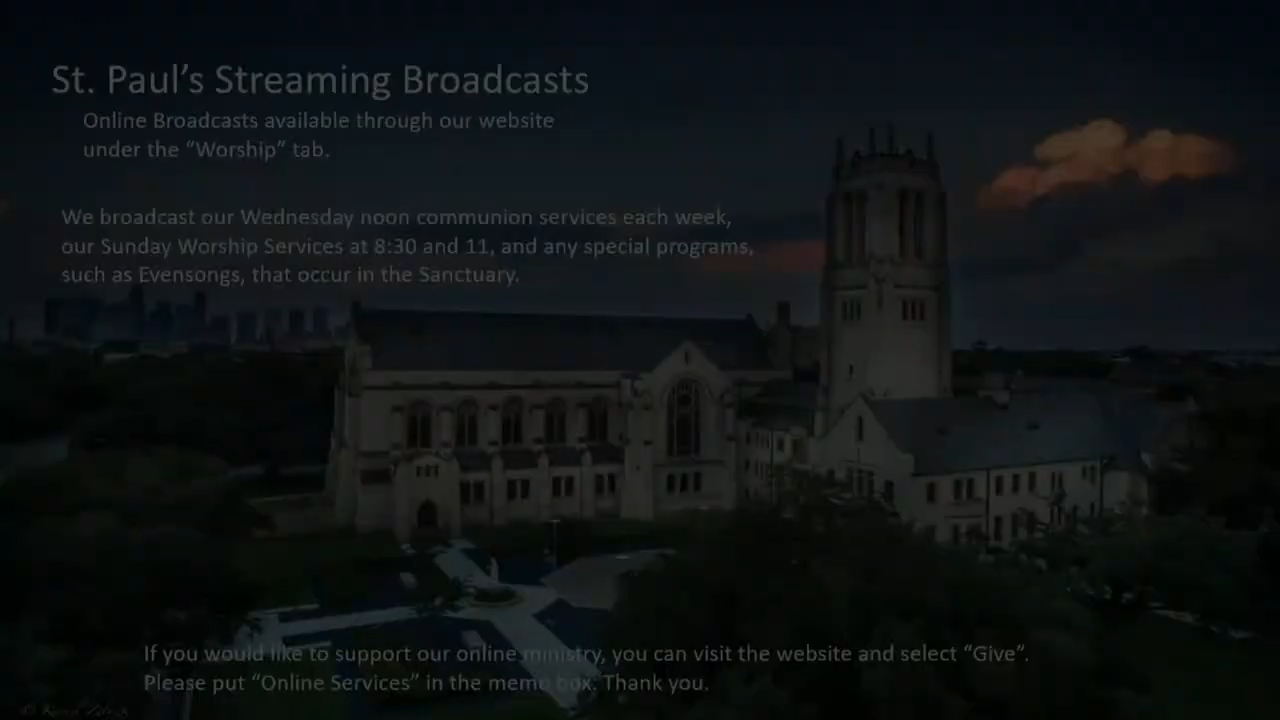 St. Paul’s Streaming Broadcasts
Online Broadcasts available through our website
under the “Worship” tab.
We broadcast our Wednesday noon communion services each week,
our Sunday Worship Services at 8:30 and 11, and any special programs,
such as Evensongs, that occur in the Sanctuary.
If you would like to support our online ministry, you can visit the website and select “Give”.
Please put “Online Services” in the memo box. Thank you.